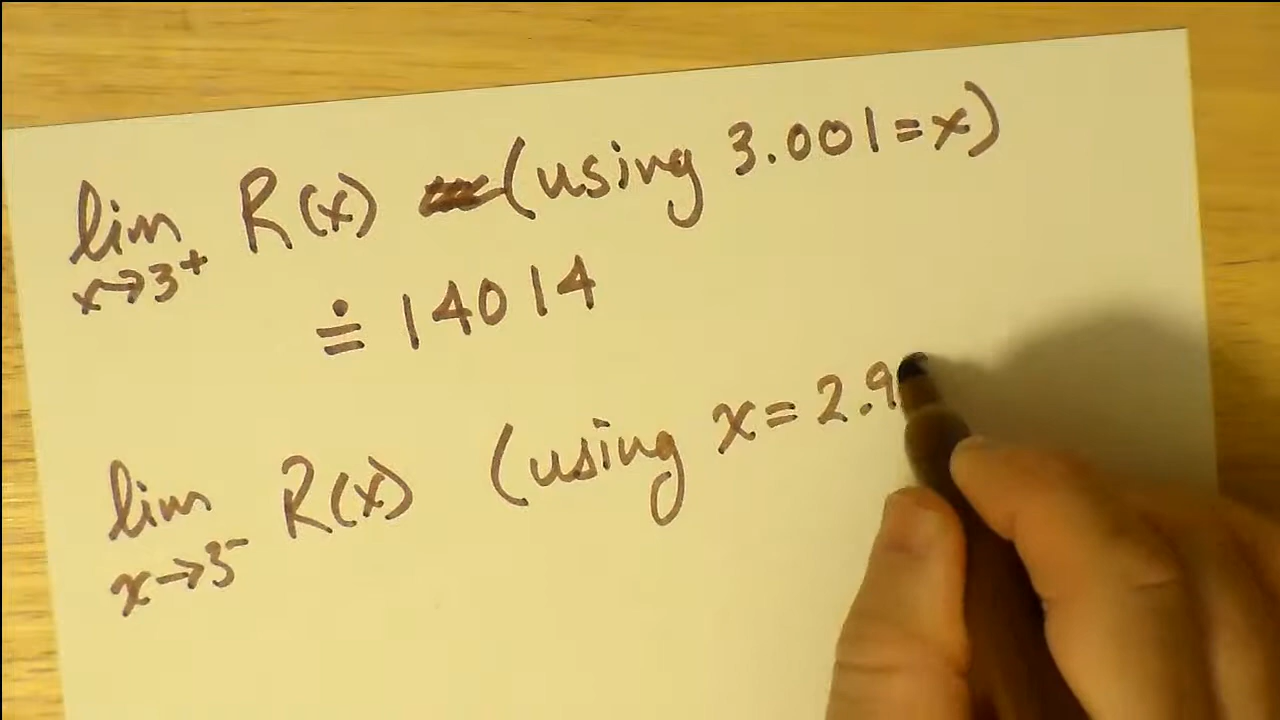 lim R(x) (using 3.001=x)
x→3⁺
≐ 14014
lim R(x) (using x=2.9
x→3⁻